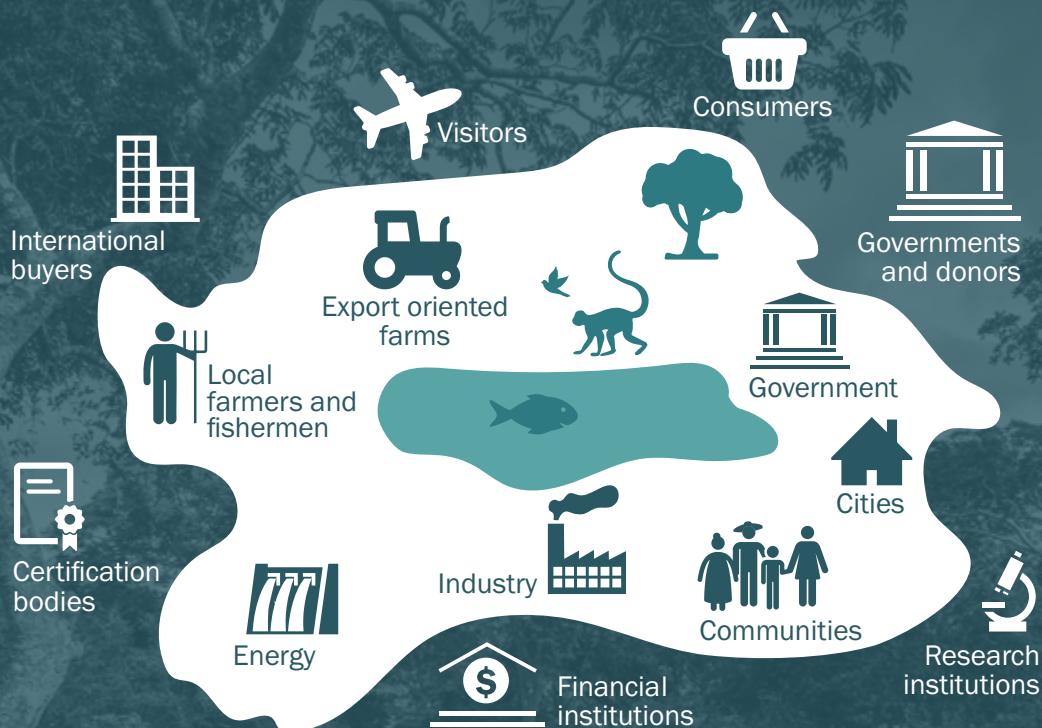 Consumers
Visitors
International
buyers
Governments
and donors
Export oriented
farms
Local
farmers and
fishermen
Government
Cities
Certification
bodies
Industry
Communities
Energy
Research
institutions
$
Financial
institutions